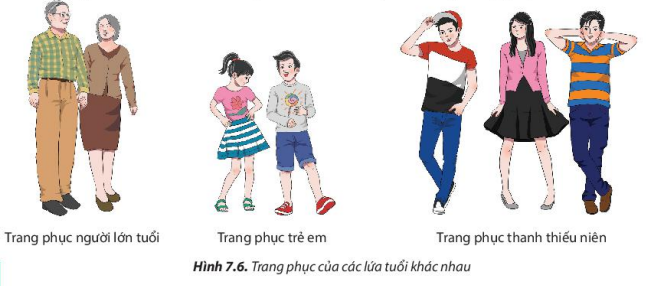 Trang phục người lớn tuổi
Trang phục trẻ em
Trang phục thanh thiếu niên
Hình 7.6. Trang phục của các lứa tuổi khác nhau